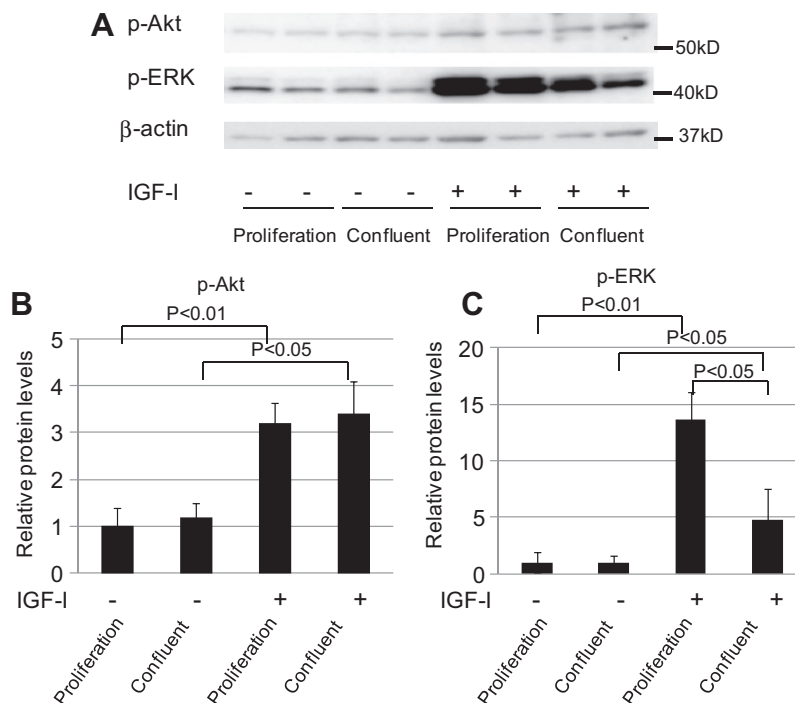 A
p-Akt
50kD
p-ERK
40kD
β-actin
37kD
IGF-I - - - - + + + +
Proliferation Confluent Proliferation Confluent
B
p-Akt
P<0.01
P<0.05
Relative protein levels
5
4
3
2
1
0
IGF-I - - + +
Proliferation Confluent Proliferation Confluent
C
p-ERK
P<0.01
P<0.05
P<0.05
Relative protein levels
20
15
10
5
0
IGF-I - - + +
Proliferation Confluent Proliferation Confluent